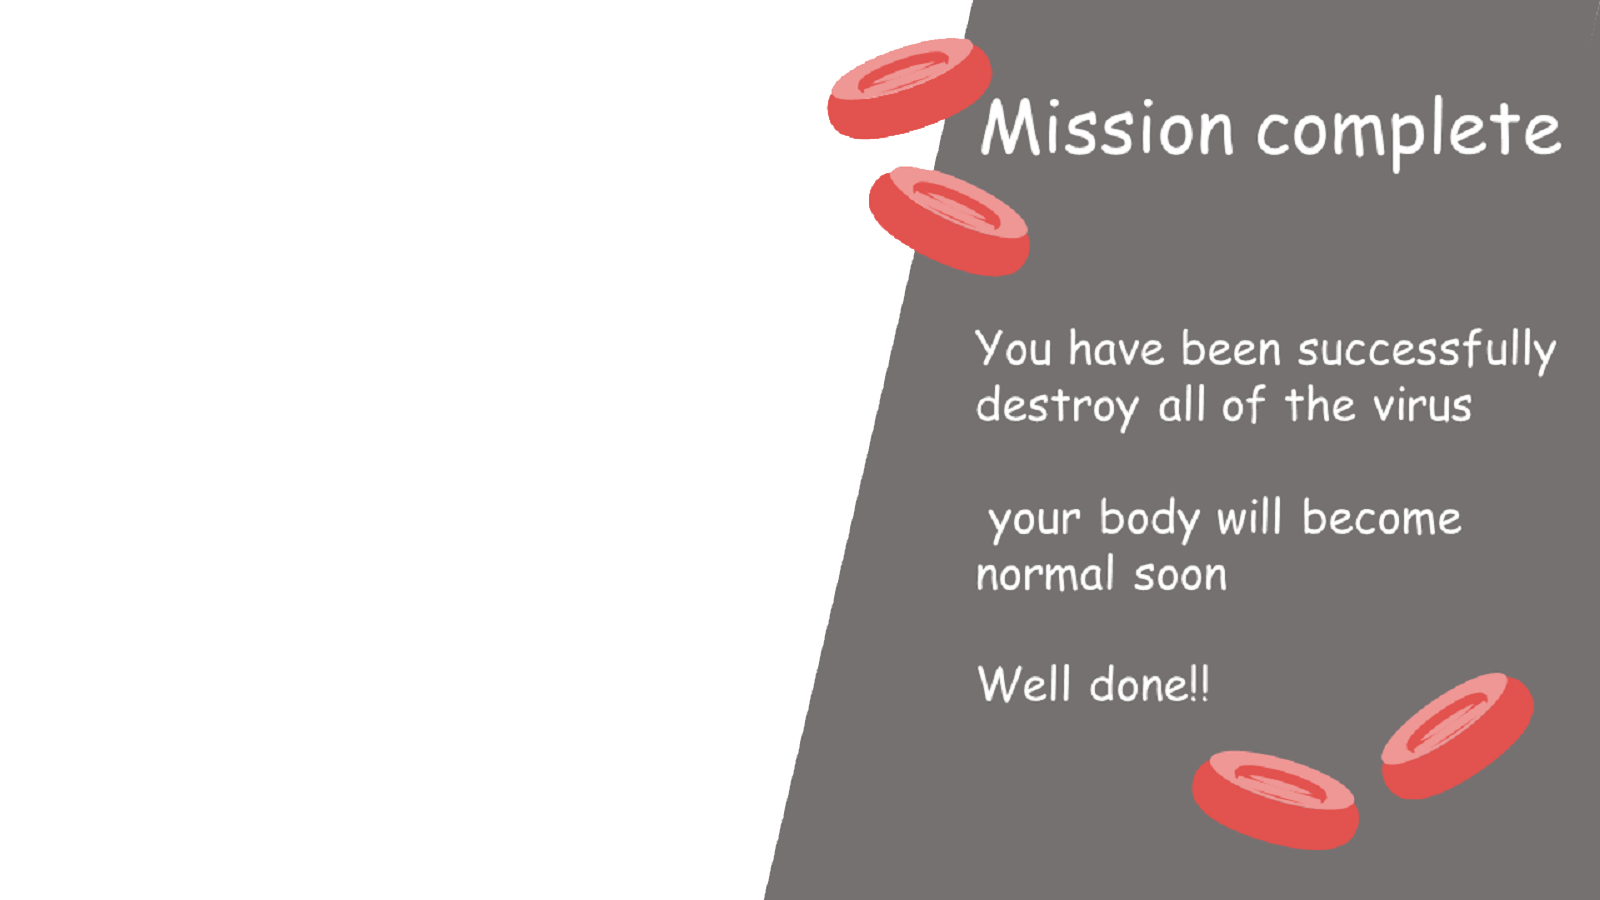 Mission complete
You have been successfully
destroy all of the virus
your body will become
normal soon
Well done!!